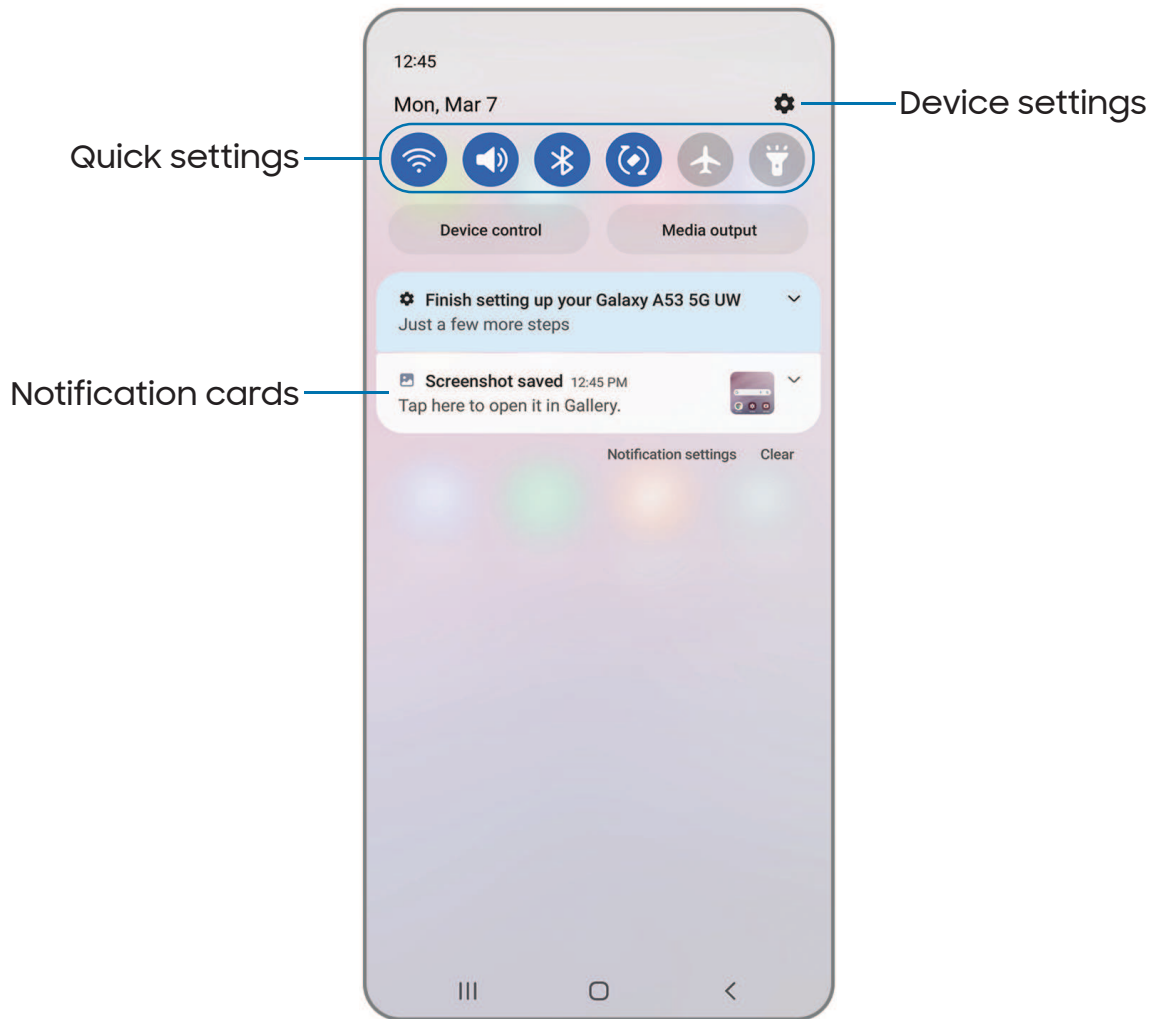 12:45
Mon, Mar 7
Device settings
Quick settings
Device control
Media output
Finish setting up your Galaxy A53 5G UW
Just a few more steps
Notification cards
Screenshot saved 12:45 PM
Tap here to open it in Gallery.
Notification settings
Clear